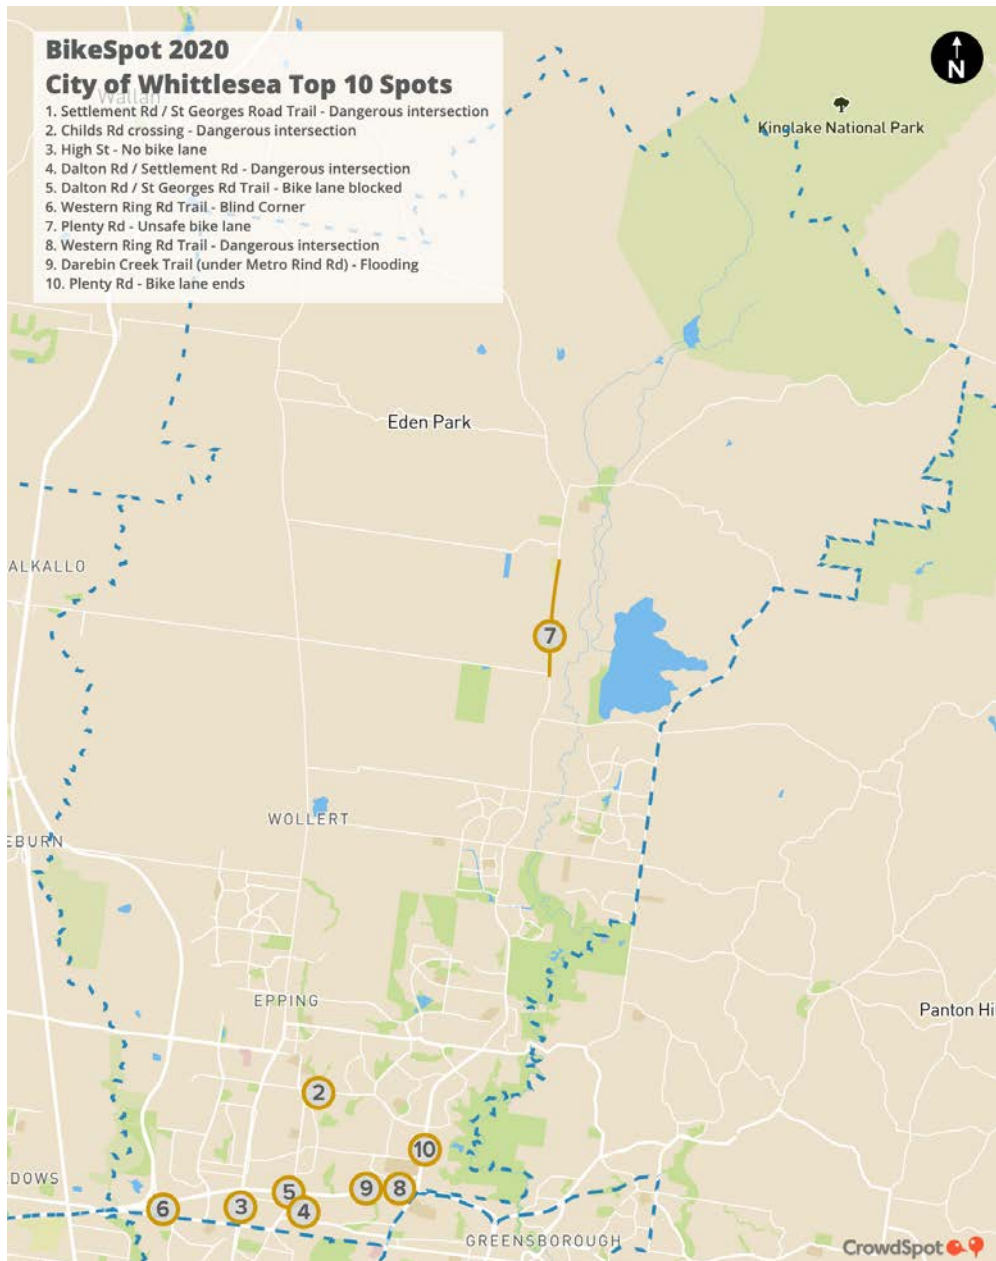 BikeSpot 2020
City of Whittlesea Top 10 Spots
Wallan
1. Settlement Rd / St Georges Road Trail - Dangerous intersection
2. Childs Rd crossing - Dangerous intersection
3. High St - No bike lane
4. Dalton Rd / Settlement Rd - Dangerous intersection
5. Dalton Rd / St Georges Rd Trail - Bike lane blocked
6. Western Ring Rd Trail - Blind Corner
7. Plenty Rd - Unsafe bike lane
8. Western Ring Rd Trail - Dangerous intersection
9. Darebin Creek Trail (under Metro Rind Rd) - Flooding
10. Plenty Rd - Bike lane ends
N
Kinglake National Park
Eden Park
ALKALLO
7
WOLLERT
EBURN
EPPING
Panton Hi
2
10
DOWS
9
8
5
6
3
4
GREENSBOROUGH
CrowdSpot